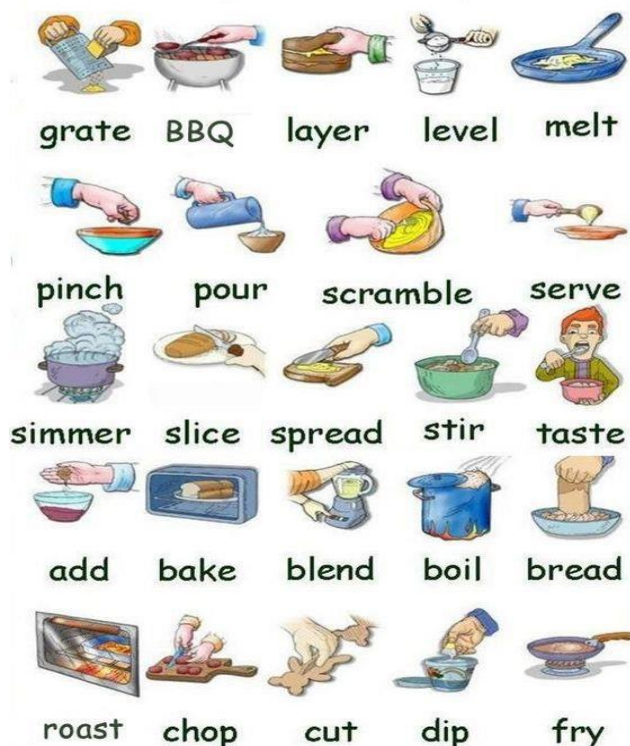 grate BBQ layer level melt
pinch pour scramble serve
simmer slice spread stir taste
add bake blend boil bread
roast chop cut dip fry